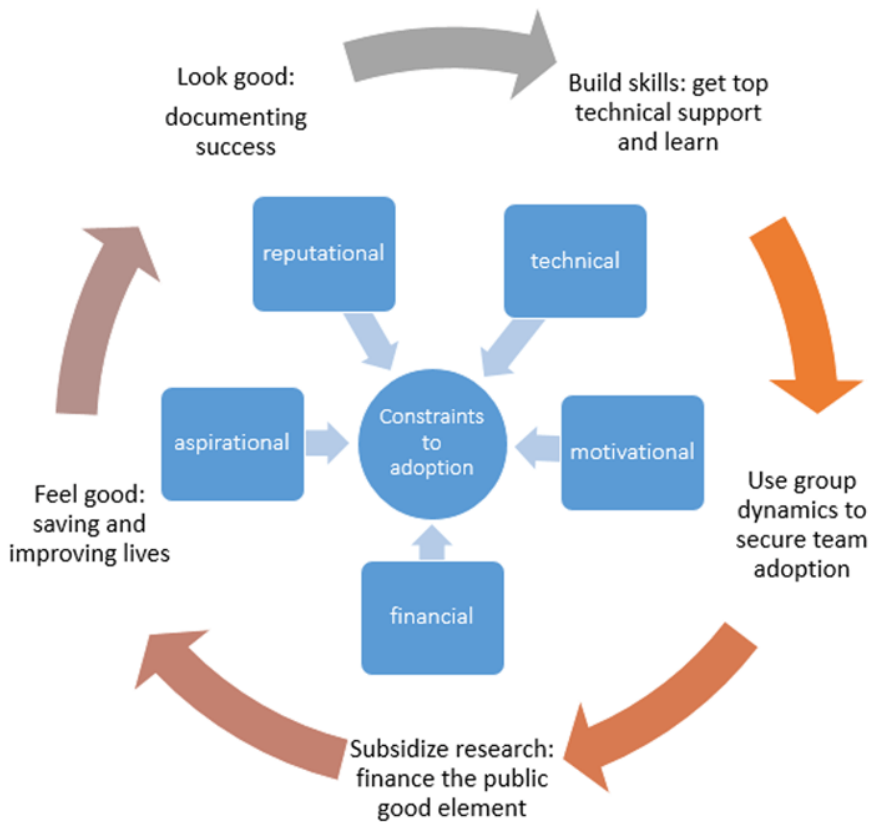 Look good:
documenting
success
Build skills: get top
technical support
and learn
reputational
technical
Constraints
to
adoption
aspirational
motivational
Feel good:
saving and
improving lives
Use group
dynamics to
secure team
adoption
financial
Subsidize research:
finance the public
good element